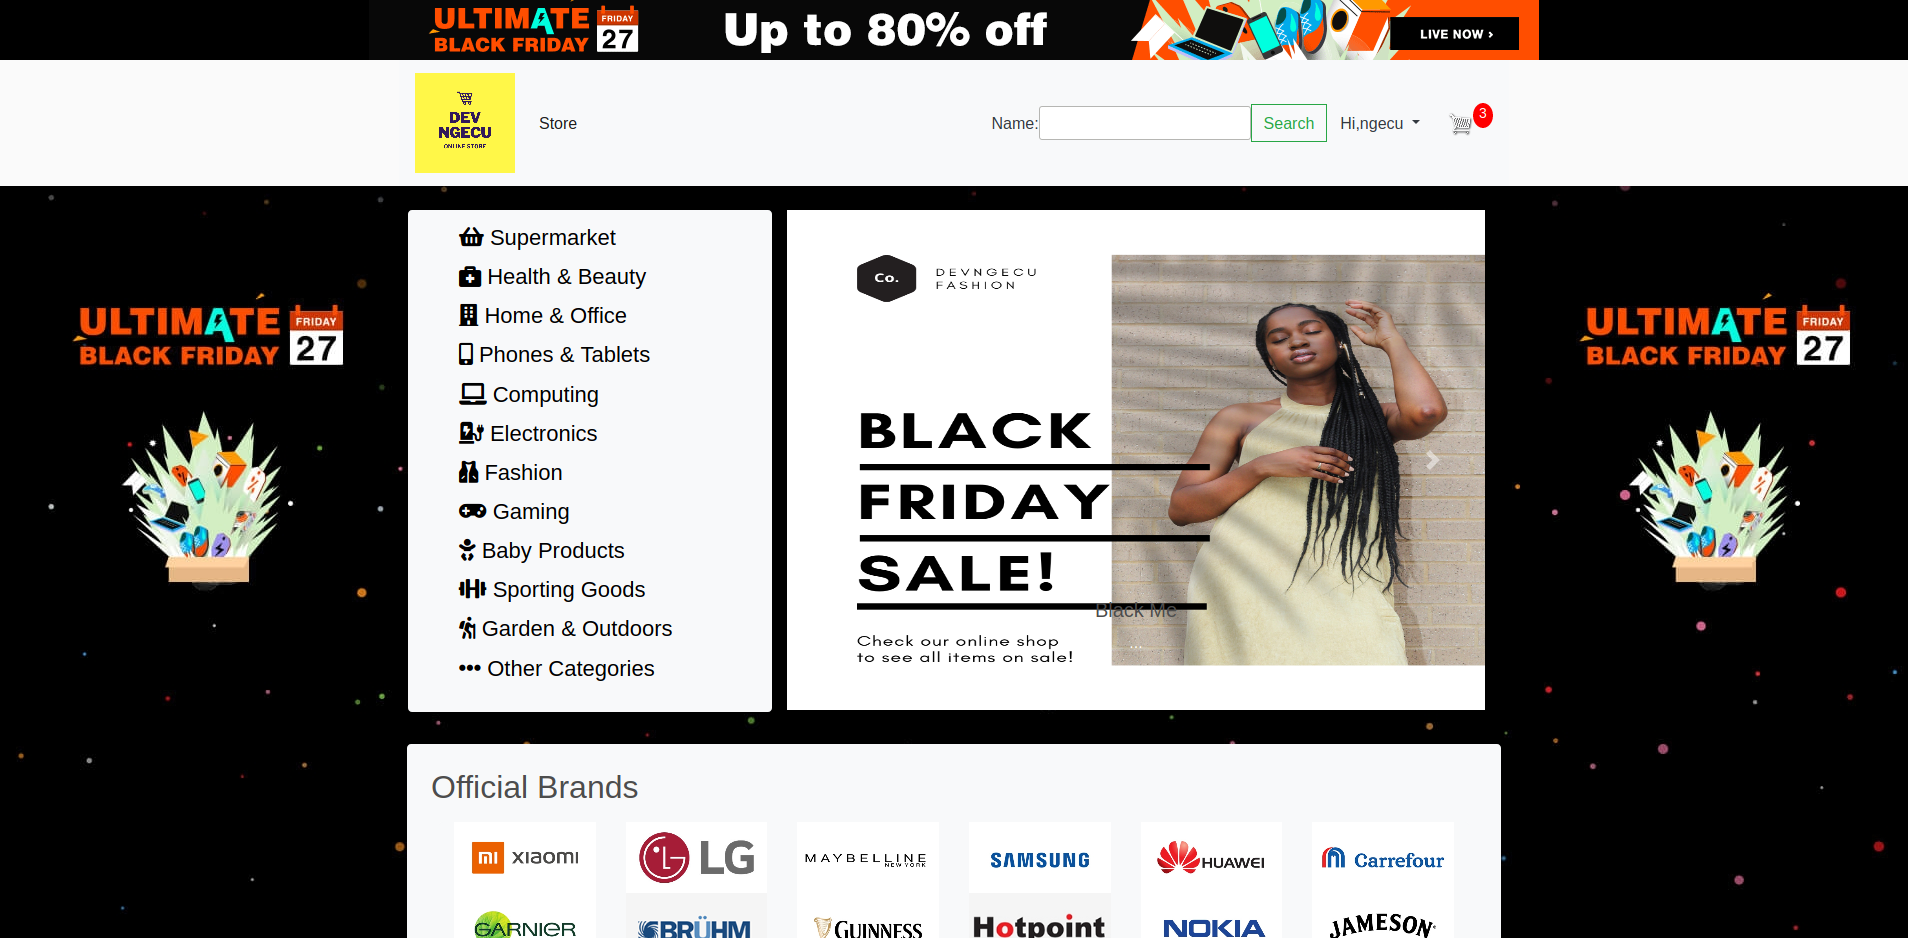 ULTIMATE
BLACK FRIDAY
FRIDAY
27
Up to 80% off
LIVE NOW ›
DEV
NGECU
ONLINE STORE
Store
Name:
Search
Hi,ngecu
3
ULTIMATE
BLACK FRIDAY
FRIDAY
27
Supermarket
Health & Beauty
Home & Office
Phones & Tablets
Computing
Electronics
Fashion
Gaming
Baby Products
Sporting Goods
Garden & Outdoors
Other Categories
Co.
DEVNGECU
FASHION
BLACK
FRIDAY
SALE!
Black Me
...
Check our online shop
to see all items on sale!
ULTIMATE
BLACK FRIDAY
FRIDAY
27
Official Brands
mi xiaomi
LG LG
MAYBELLINE
NEW YORK
SAMSUNG
HUAWEI
Carrefour
GARNIER
BRÜHM
GUINNESS
Hotpoint
NOKIA
JAMESON